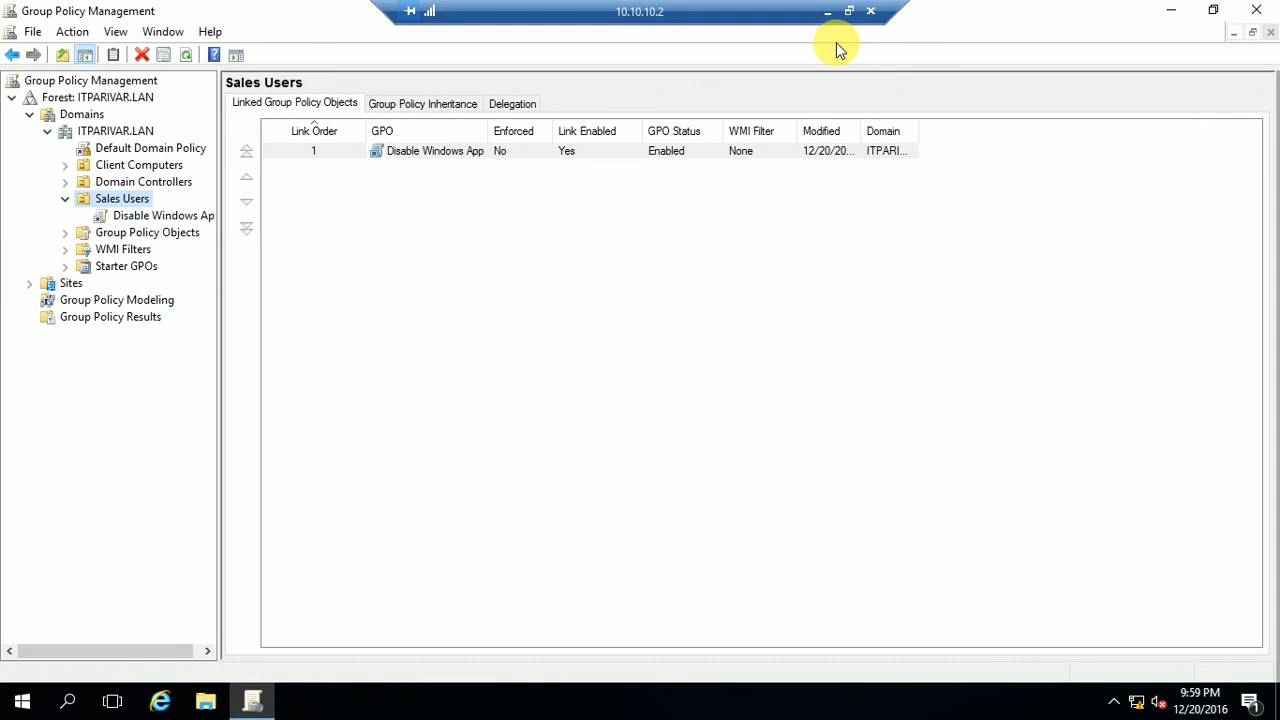 Group Policy Management
10.10.10.2
File Action View Window Help
Group Policy Management
Forest: ITPARIVAR.LAN
Domains
ITPARIVAR.LAN
Default Domain Policy
Client Computers
Domain Controllers
Sales Users
Disable Windows Ap
Group Policy Objects
WMI Filters
Starter GPOs
Sites
Group Policy Modeling
Group Policy Results
Sales Users
Linked Group Policy Objects Group Policy Inheritance Delegation
Link Order GPO Enforced Link Enabled GPO Status WMI Filter Modified Domain
1 Disable Windows App No Yes Enabled None 12/20/20... ITPARI...
9:59 PM
12/20/2016
1